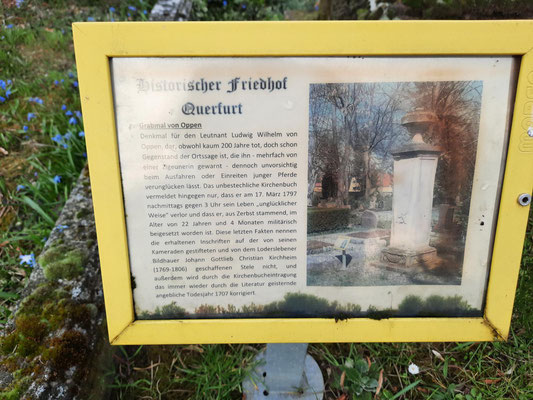 Historischer Friedhof
Querfurt
Grabmal von Oppen
Denkmal für den Leutnant Ludwig Wilhelm von
Oppen, der, obwohl kaum 200 Jahre tot, doch schon
Gegenstand der Ortssage ist, die ihn - mehrfach von
einer Zigeunerin gewarnt - dennoch unvorsichtig
beim Ausfahren oder Einreiten junger Pferde
verunglücken lässt. Das unbestechliche Kirchenbuch
vermeldet hingegen nur, dass er am 17. März 1797
nachmittags gegen 3 Uhr sein Leben „unglücklicher
Weise" verlor und dass er, aus Zerbst stammend, im
Alter von 22 Jahren und 4 Monaten militärisch
beigesetzt worden ist. Diese letzten Fakten nennen
die erhaltenen Inschriften auf der von seinen
Kameraden gestifteten und von dem Loderslebener
Bildhauer Johann Gottlieb Christian Kirchheim
(1769-1806) geschaffenen Stele nicht, und
außerdem wird durch die Kirchenbucheintragung
das immer wieder durch die Literatur geisternde
angebliche Todesjahr 1707 korrigiert.